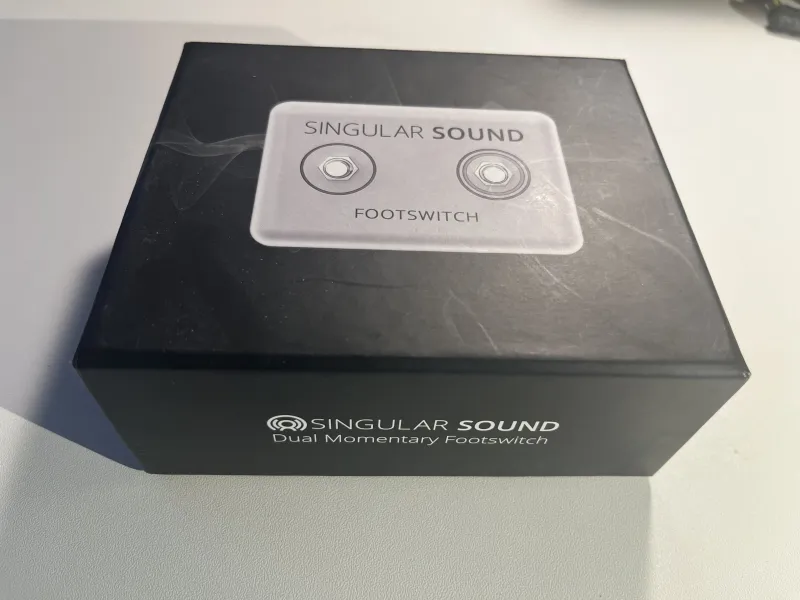 SINGULAR SOUND
FOOTSWITCH
SINGULAR SOUND
Dual Momentary Footswitch